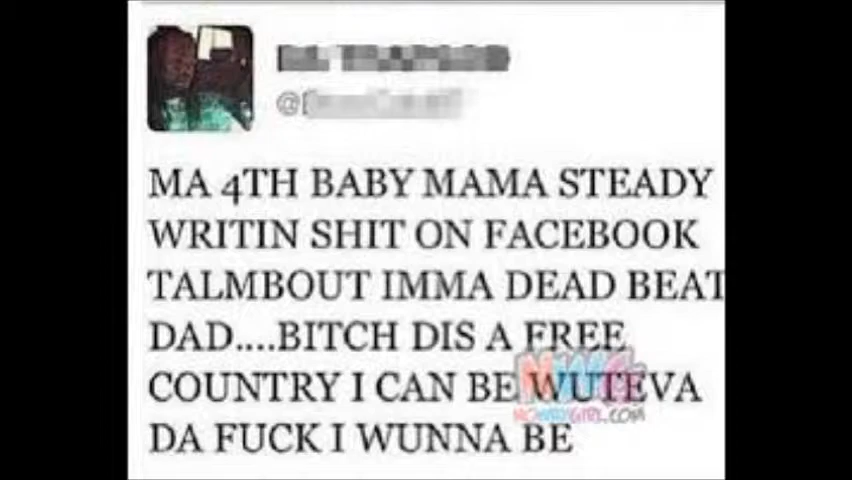 @
MA 4TH BABY MAMA STEADY
WRITIN SHIT ON FACEBOOK
TALMBOUT IMMA DEAD BEAT
DAD....BITCH DIS A FREE
COUNTRY I CAN BE WUTEVA
DA FUCK I WUNNA BE